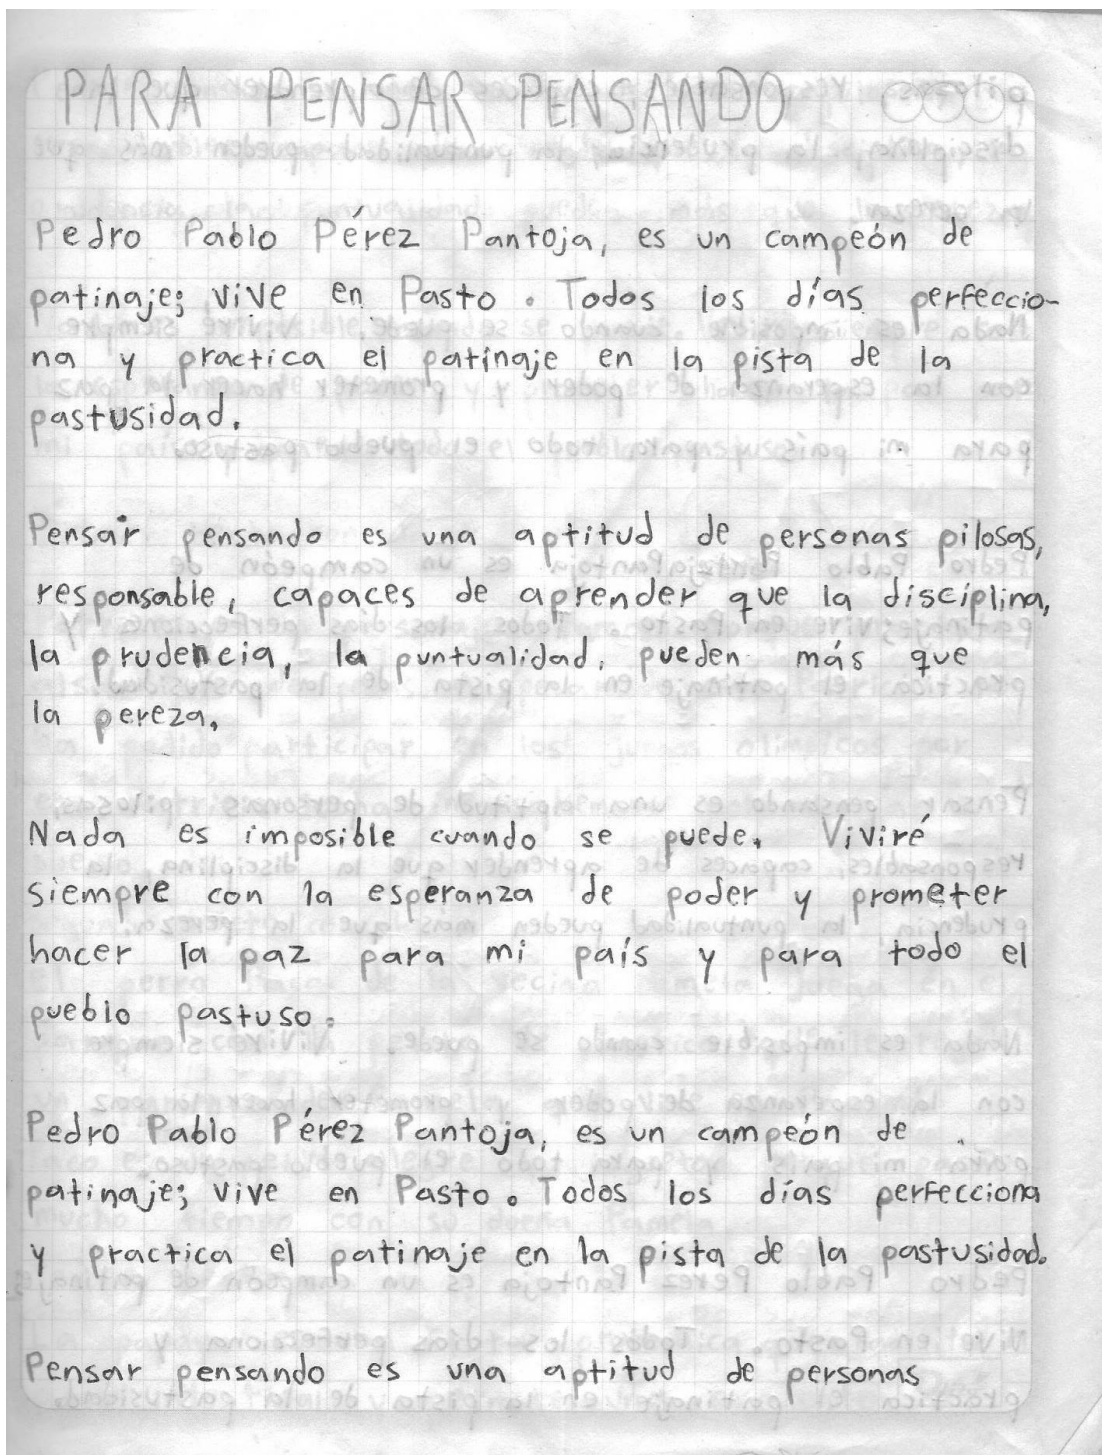 PARA PENSAR PENSANDO
Pedro Pablo Pérez Pantoja, es un campeón de
patinaje; vive en Pasto. Todos los días perfeccio-
na y practica el patinaje en la pista de la
pastusidad.
Pensar pensando es una aptitud de personas pilosas,
responsable, capaces de aprender que la disciplina,
la prudencia, la puntualidad, pueden más que
la pereza.
Nada es imposible cuando se puede. Viviré
siempre con la esperanza de poder y prometer
hacer la paz para mi país y para todo el
pueblo pastuso.
Pedro Pablo Pérez Pantoja, es un campeón de
patinaje; vive en Pasto. Todos los días perfecciona
y practica el patinaje en la pista de la pastusidad.
Pensar pensando es una aptitud de personas